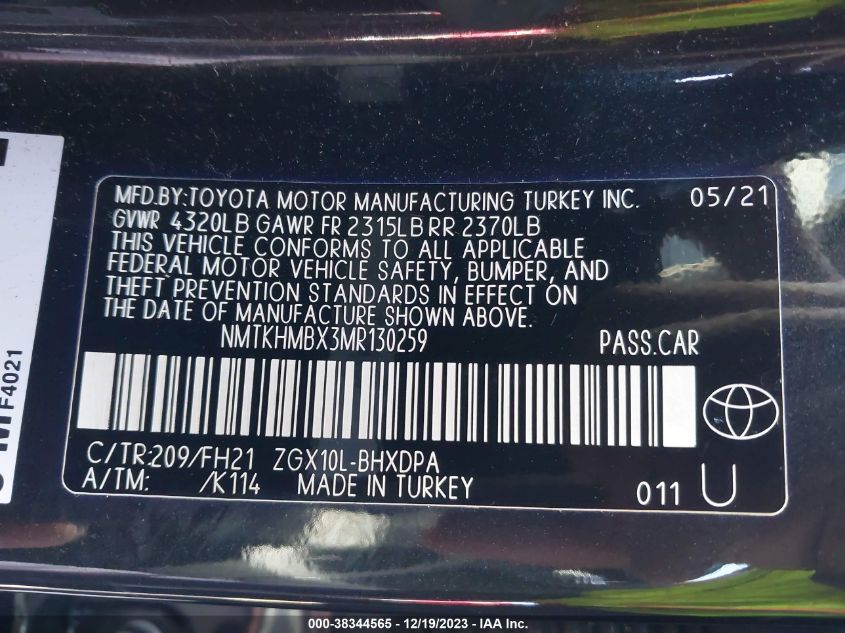 MFD.BY:TOYOTA MOTOR MANUFACTURING TURKEY INC. 05/21
GVWR 4320LB GAWR FR 2315LB RR 2370LB
THIS VEHICLE CONFORMS TO ALL APPLICABLE
FEDERAL MOTOR VEHICLE SAFETY, BUMPER, AND
THEFT PREVENTION STANDARDS IN EFFECT ON
THE DATE OF MANUFACTURE SHOWN ABOVE.
NMTKHMBX3MR130259 PASS.CAR
C/TR:209/FH21 ZGX10L-BHXDPA
A/TM: /K114 MADE IN TURKEY 011 U
F4021
000-38344565 - 12/19/2023 - IAA Inc.